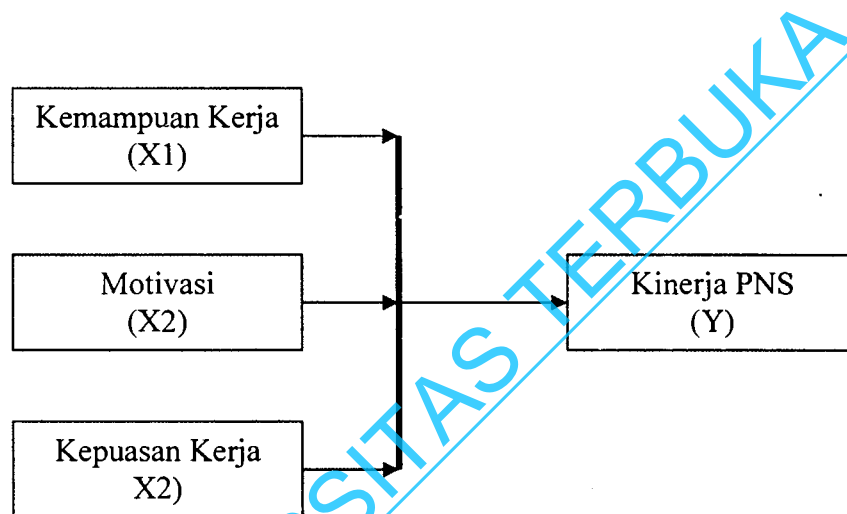 Kemampuan Kerja
(X1)
Motivasi
(X2)
Kepuasan Kerja
X2)
Kinerja PNS
(Y)
SITAS TERBUKA